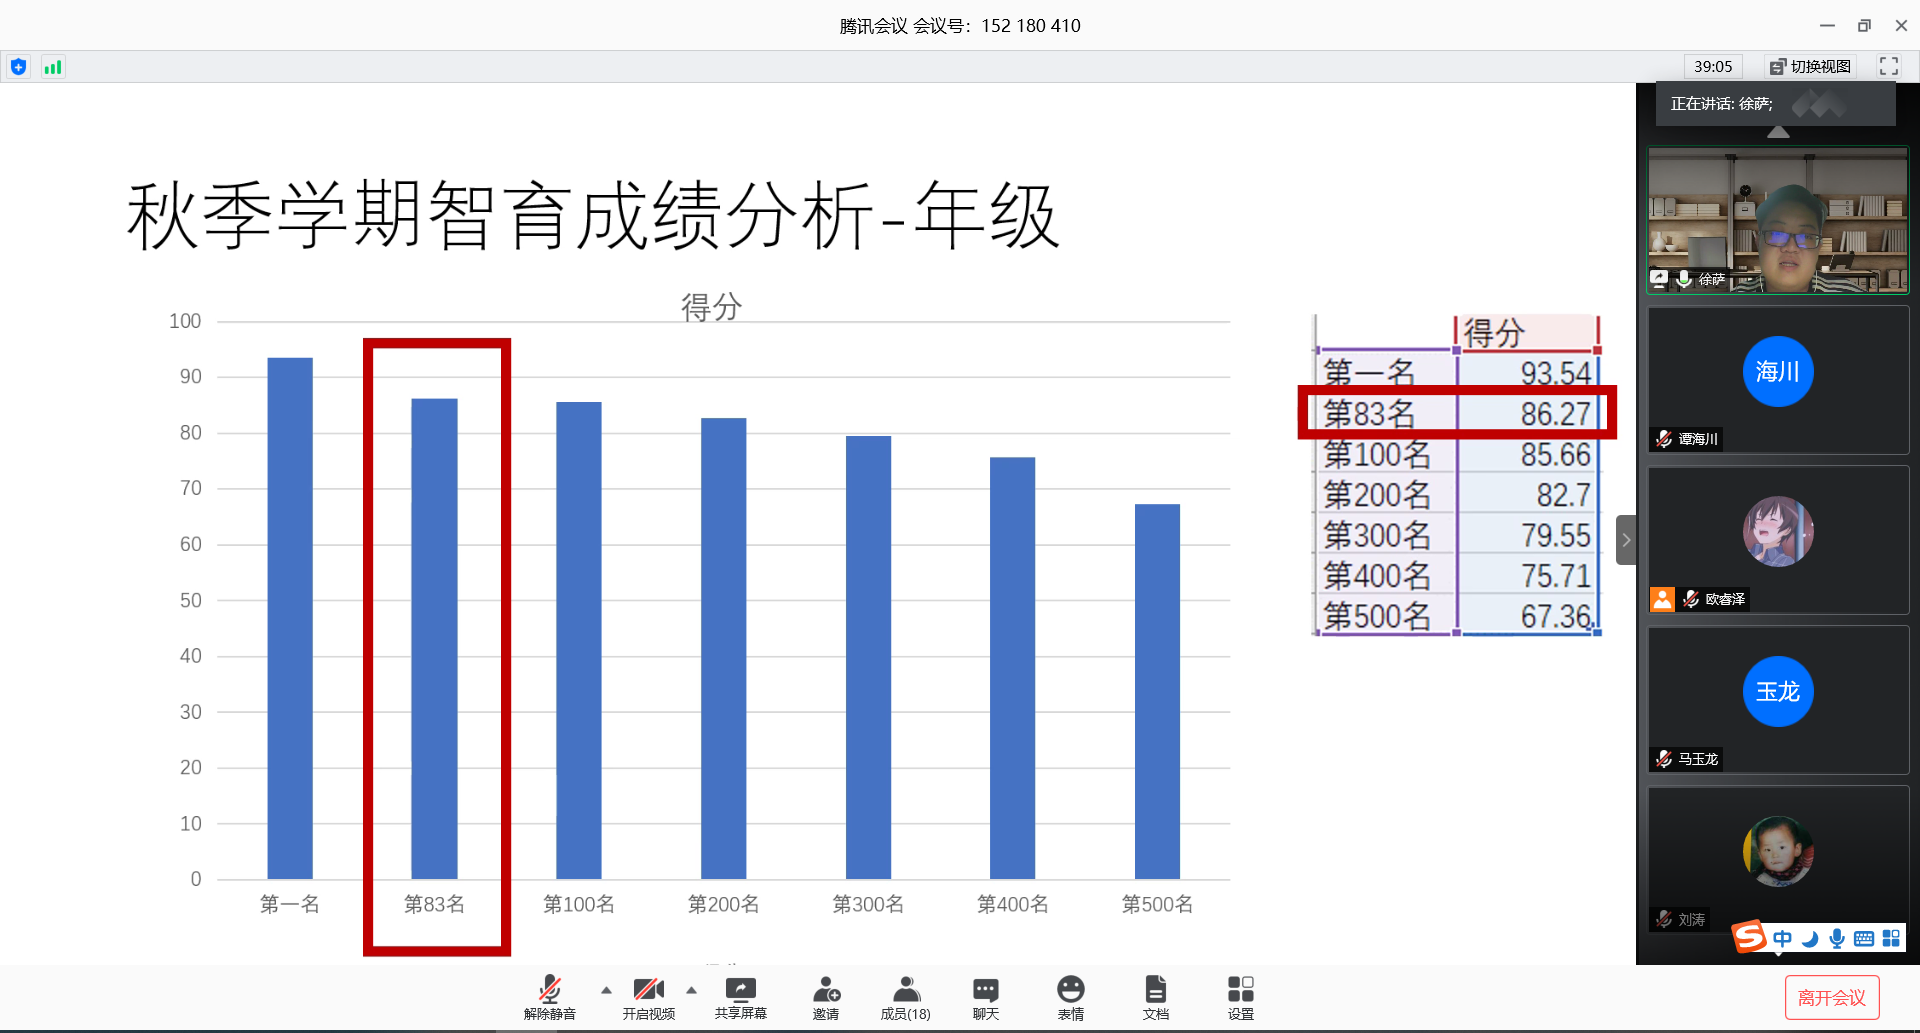 腾讯会议 会议号：152 180 410
39:05
切换视图
正在讲话: 徐萨;
秋季学期智育成绩分析-年级
得分
100
90
80
70
60
50
40
30
20
10
0
第一名
第83名
第100名
第200名
第300名
第400名
第500名
得分
第一名 93.54
第83名 86.27
第100名 85.66
第200名 82.7
第300名 79.55
第400名 75.71
第500名 67.36
徐萨
海川
谭海川
欧睿泽
玉龙
马玉龙
刘涛
S 中
解除静音
开启视频
共享屏幕
邀请
成员(18)
聊天
表情
文档
设置
离开会议